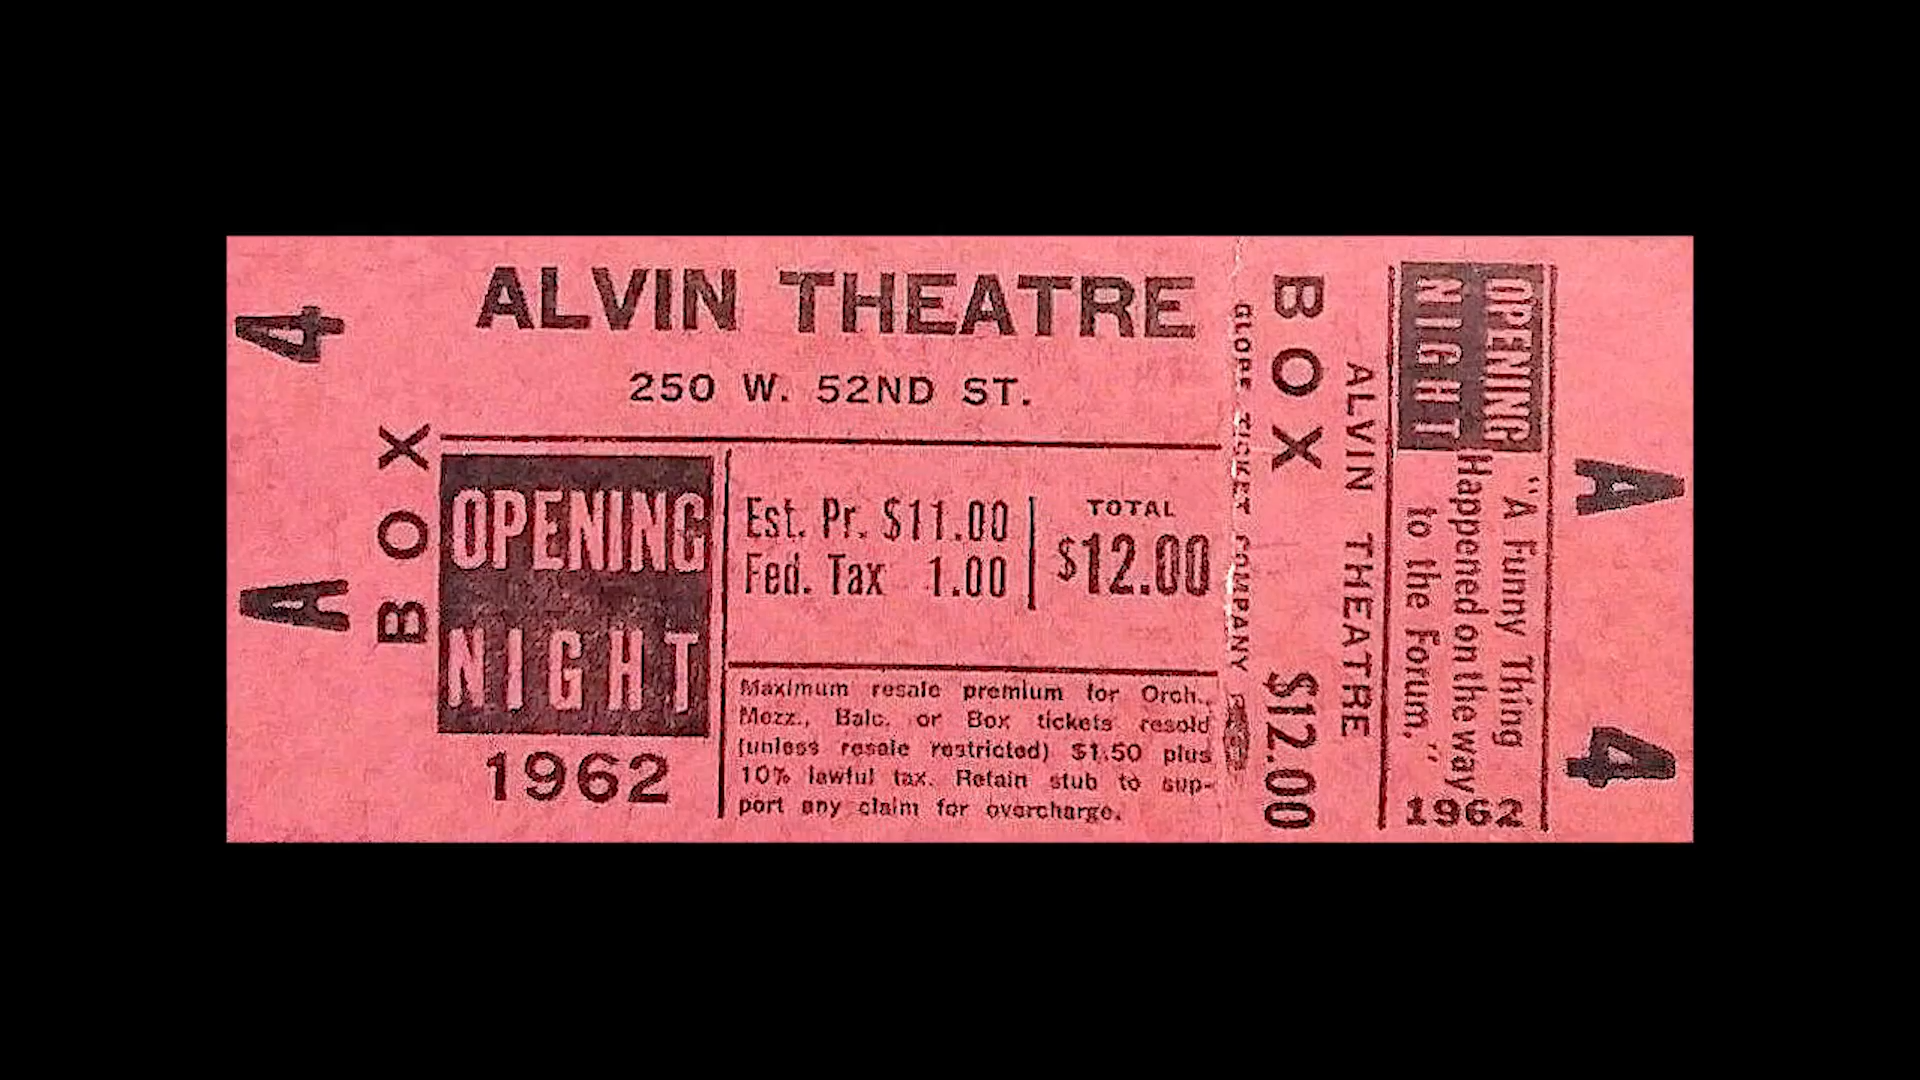 4
A
BOX
ALVIN THEATRE
250 W. 52ND ST.
OPENING
NIGHT
1962
Est. Pr. $11.00
Fed. Tax 1.00
TOTAL
$12.00
Maximum resale premium for Orch.,
Mezz., Balc. or Box tickets resold
(unless resale restricted) $1.50 plus
10% lawful tax. Retain stub to sup-
port any claim for overcharge.
GLOBE TICKET COMPANY
BOX $12.00
ALVIN THEATRE
OPENING
NIGHT
"A Funny Thing
Happened on the way
to the Forum."
1962
A
4